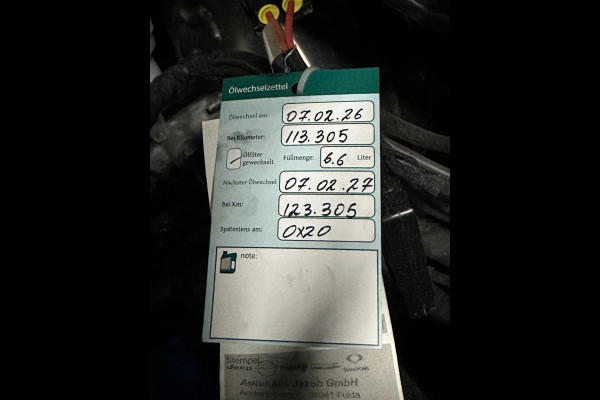 Ölwechselzettel
Ölwechsel am: 07.02.26
Bei Kilometer: 113.305
Ölfilter gewechselt Füllmenge: 6.6 Liter
Nächster Ölwechsel 07.02.27
Bei Km: 123.305
Spätestens am: 0x20
note:
Stempel
Autohaus Jakob GmbH
36041 Fulda